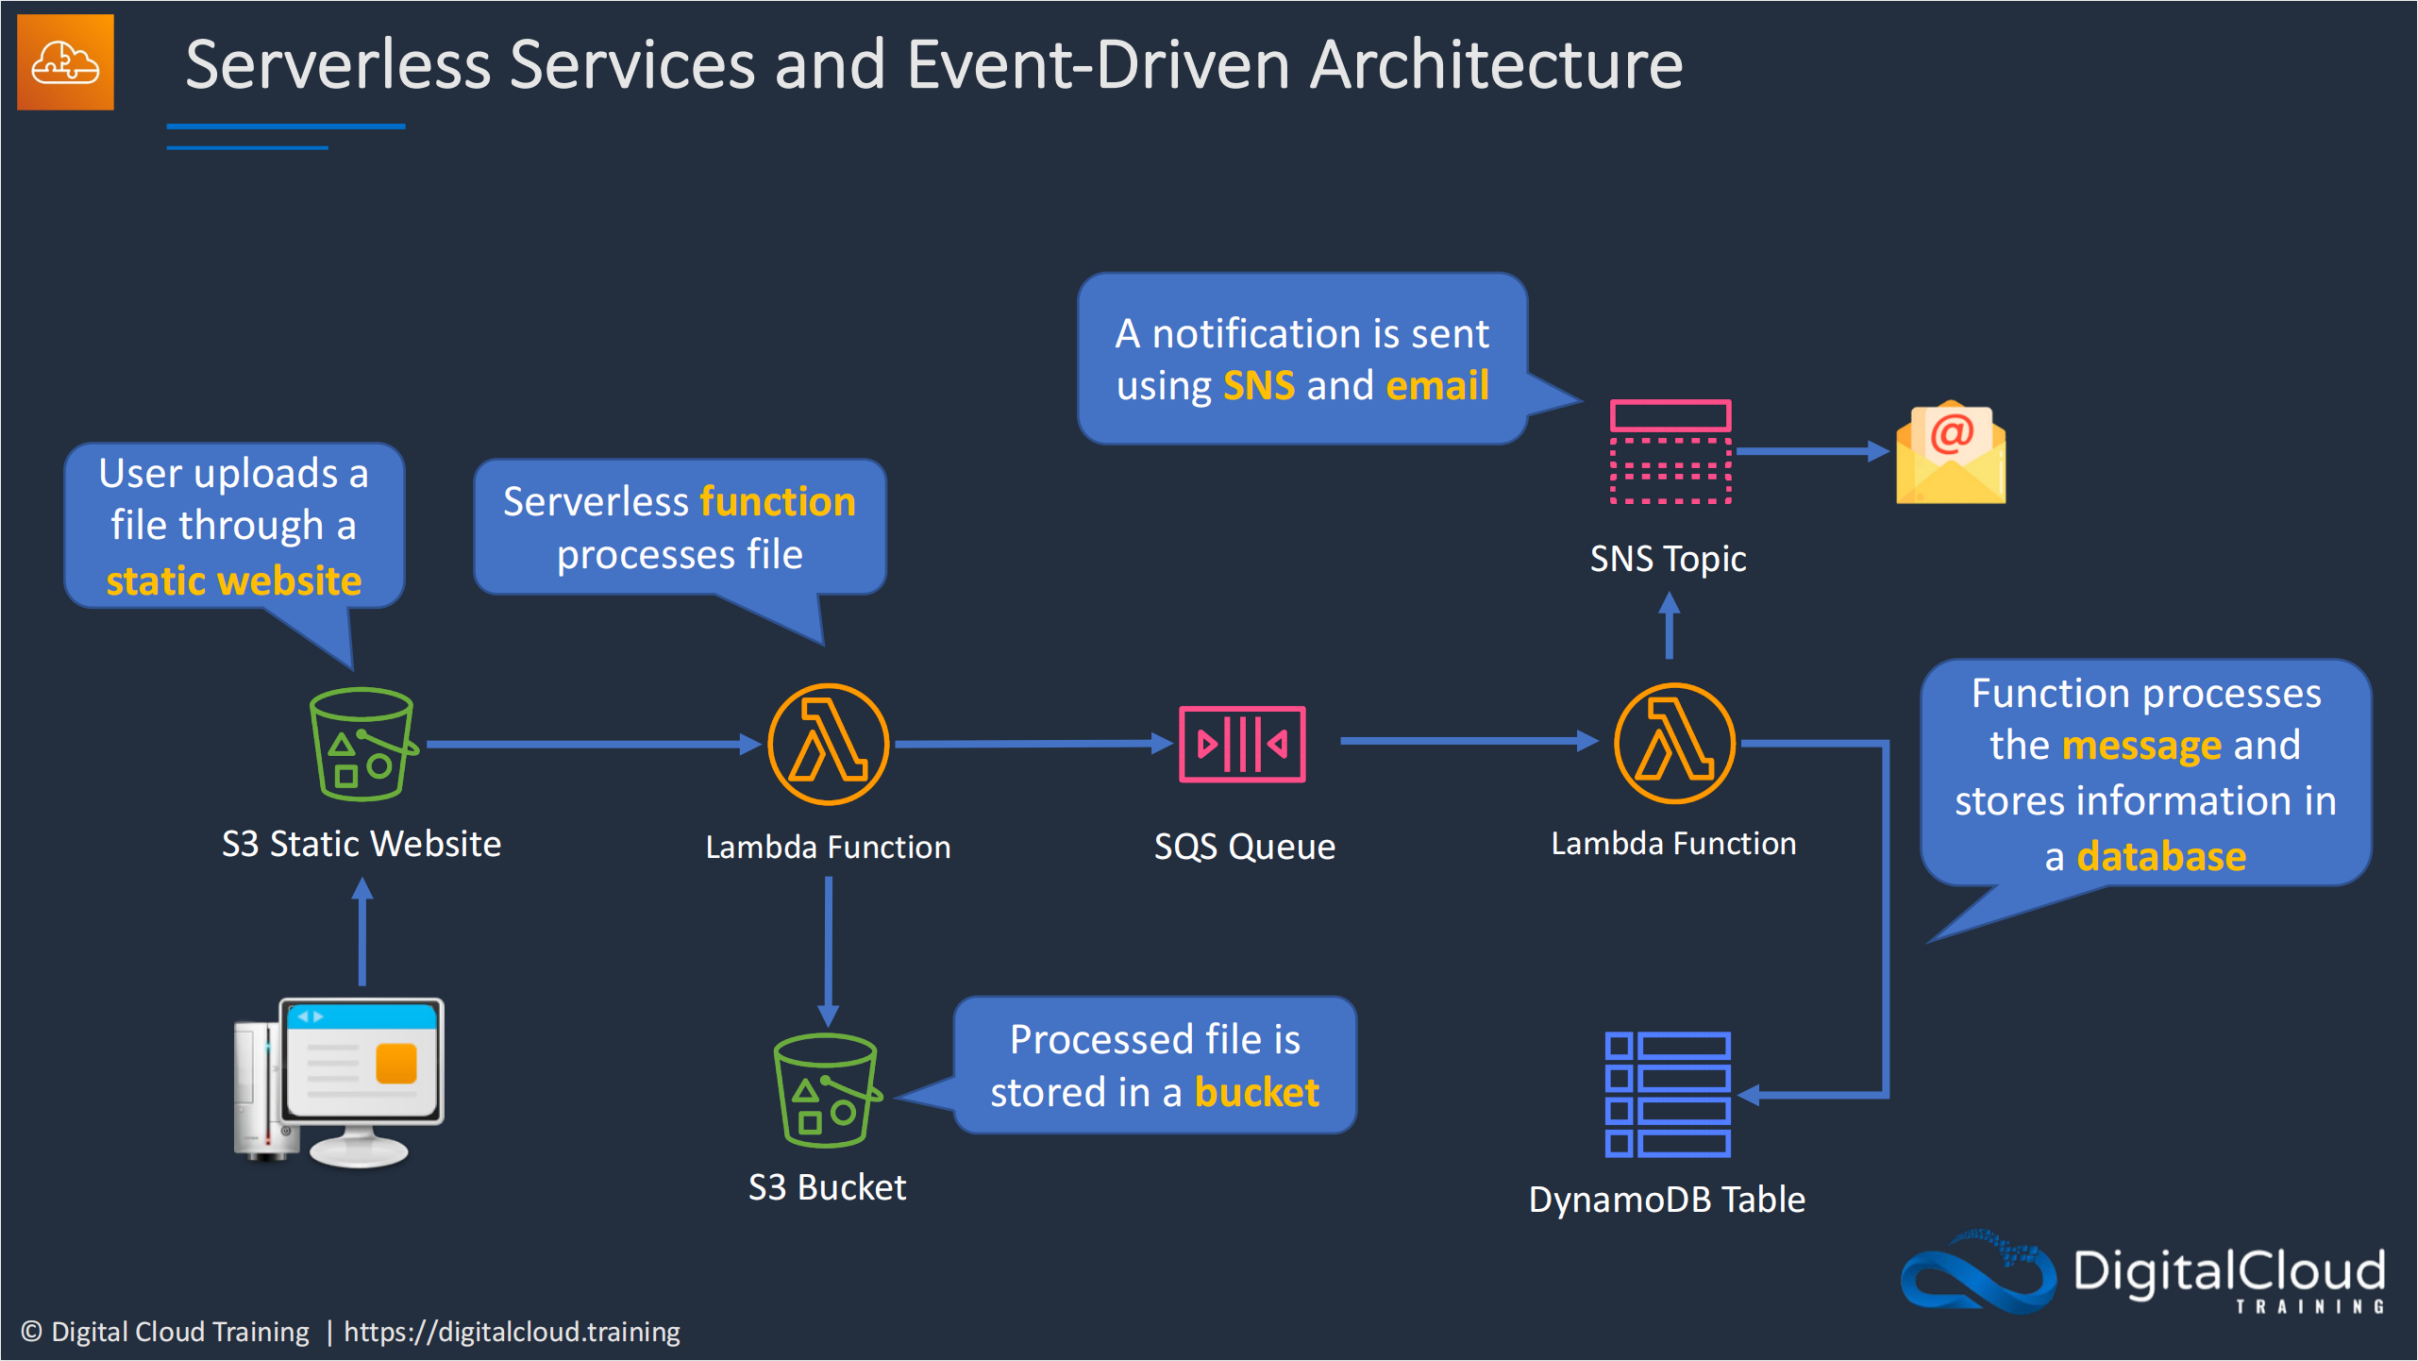 Serverless Services and Event-Driven Architecture
A notification is sent
using SNS and email
User uploads a
file through a
static website
Serverless function
processes file
SNS Topic
Function processes
the message and
stores information in
a database
S3 Static Website
Lambda Function
SQS Queue
Lambda Function
Processed file is
stored in a bucket
S3 Bucket
DynamoDB Table
@
DigitalCloud
TRAINING
© Digital Cloud Training | https://digitalcloud.training